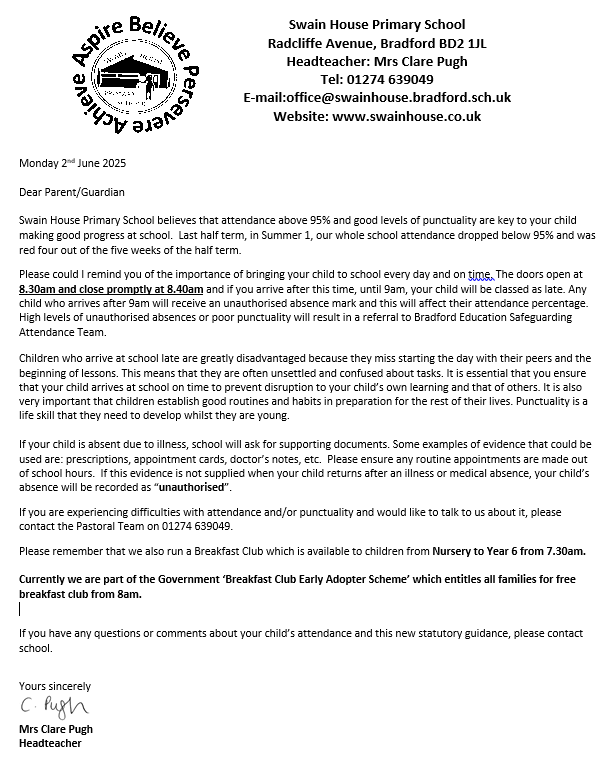 Aspire Believe Persevere Achieve
Swain House Primary School
Radcliffe Avenue, Bradford BD2 1JL
Headteacher: Mrs Clare Pugh
Tel: 01274 639049
E-mail:office@swainhouse.bradford.sch.uk
Website: www.swainhouse.co.uk
Monday 2nd June 2025
Dear Parent/Guardian
Swain House Primary School believes that attendance above 95% and good levels of punctuality are key to your child
making good progress at school.  Last half term, in Summer 1, our whole school attendance dropped below 95% and was
red four out of the five weeks of the half term.
Please could I remind you of the importance of bringing your child to school every day and on time. The doors open at
8.30am and close promptly at 8.40am and if you arrive after this time, until 9am, your child will be classed as late. Any
child who arrives after 9am will receive an unauthorised absence mark and this will affect their attendance percentage.
High levels of unauthorised absences or poor punctuality will result in a referral to Bradford Education Safeguarding
Attendance Team.
Children who arrive at school late are greatly disadvantaged because they miss starting the day with their peers and the
beginning of lessons. This means that they are often unsettled and confused about tasks. It is essential that you ensure
that your child arrives at school on time to prevent disruption to your child's own learning and that of others. It is also
very important that children establish good routines and habits in preparation for the rest of their lives. Punctuality is a
life skill that they need to develop whilst they are young.
If your child is absent due to illness, school will ask for supporting documents. Some examples of evidence that could be
used are: prescriptions, appointment cards, doctor's notes, etc.  Please ensure any routine appointments are made out
of school hours.  If this evidence is not supplied when your child returns after an illness or medical absence, your child's
absence will be recorded as "unauthorised".
If you are experiencing difficulties with attendance and/or punctuality and would like to talk to us about it, please
contact the Pastoral Team on 01274 639049.
Please remember that we also run a Breakfast Club which is available to children from Nursery to Year 6 from 7.30am.
Currently we are part of the Government 'Breakfast Club Early Adopter Scheme' which entitles all families for free
breakfast club from 8am.
If you have any questions or comments about your child's attendance and this new statutory guidance, please contact
school.
Yours sincerely
C. Pugh
Mrs Clare Pugh
Headteacher